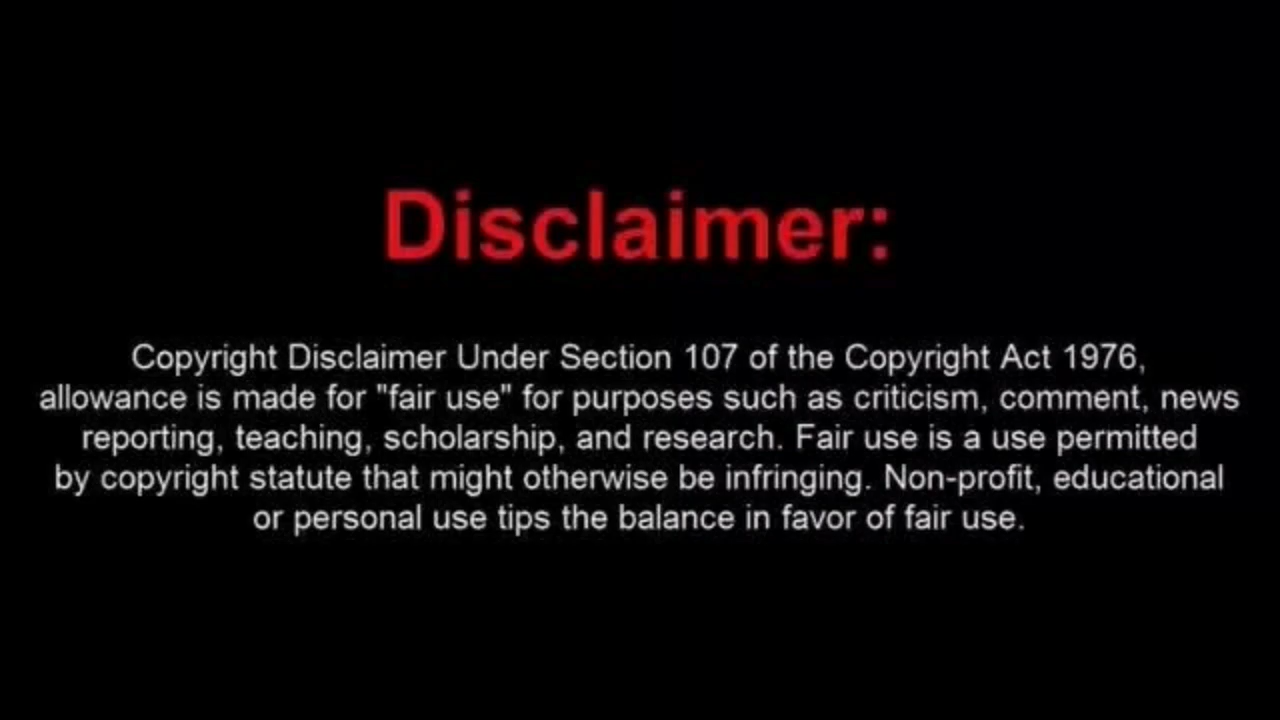 Disclaimer:
Copyright Disclaimer Under Section 107 of the Copyright Act 1976,
allowance is made for "fair use" for purposes such as criticism, comment, news
reporting, teaching, scholarship, and research. Fair use is a use permitted
by copyright statute that might otherwise be infringing. Non-profit, educational
or personal use tips the balance in favor of fair use.